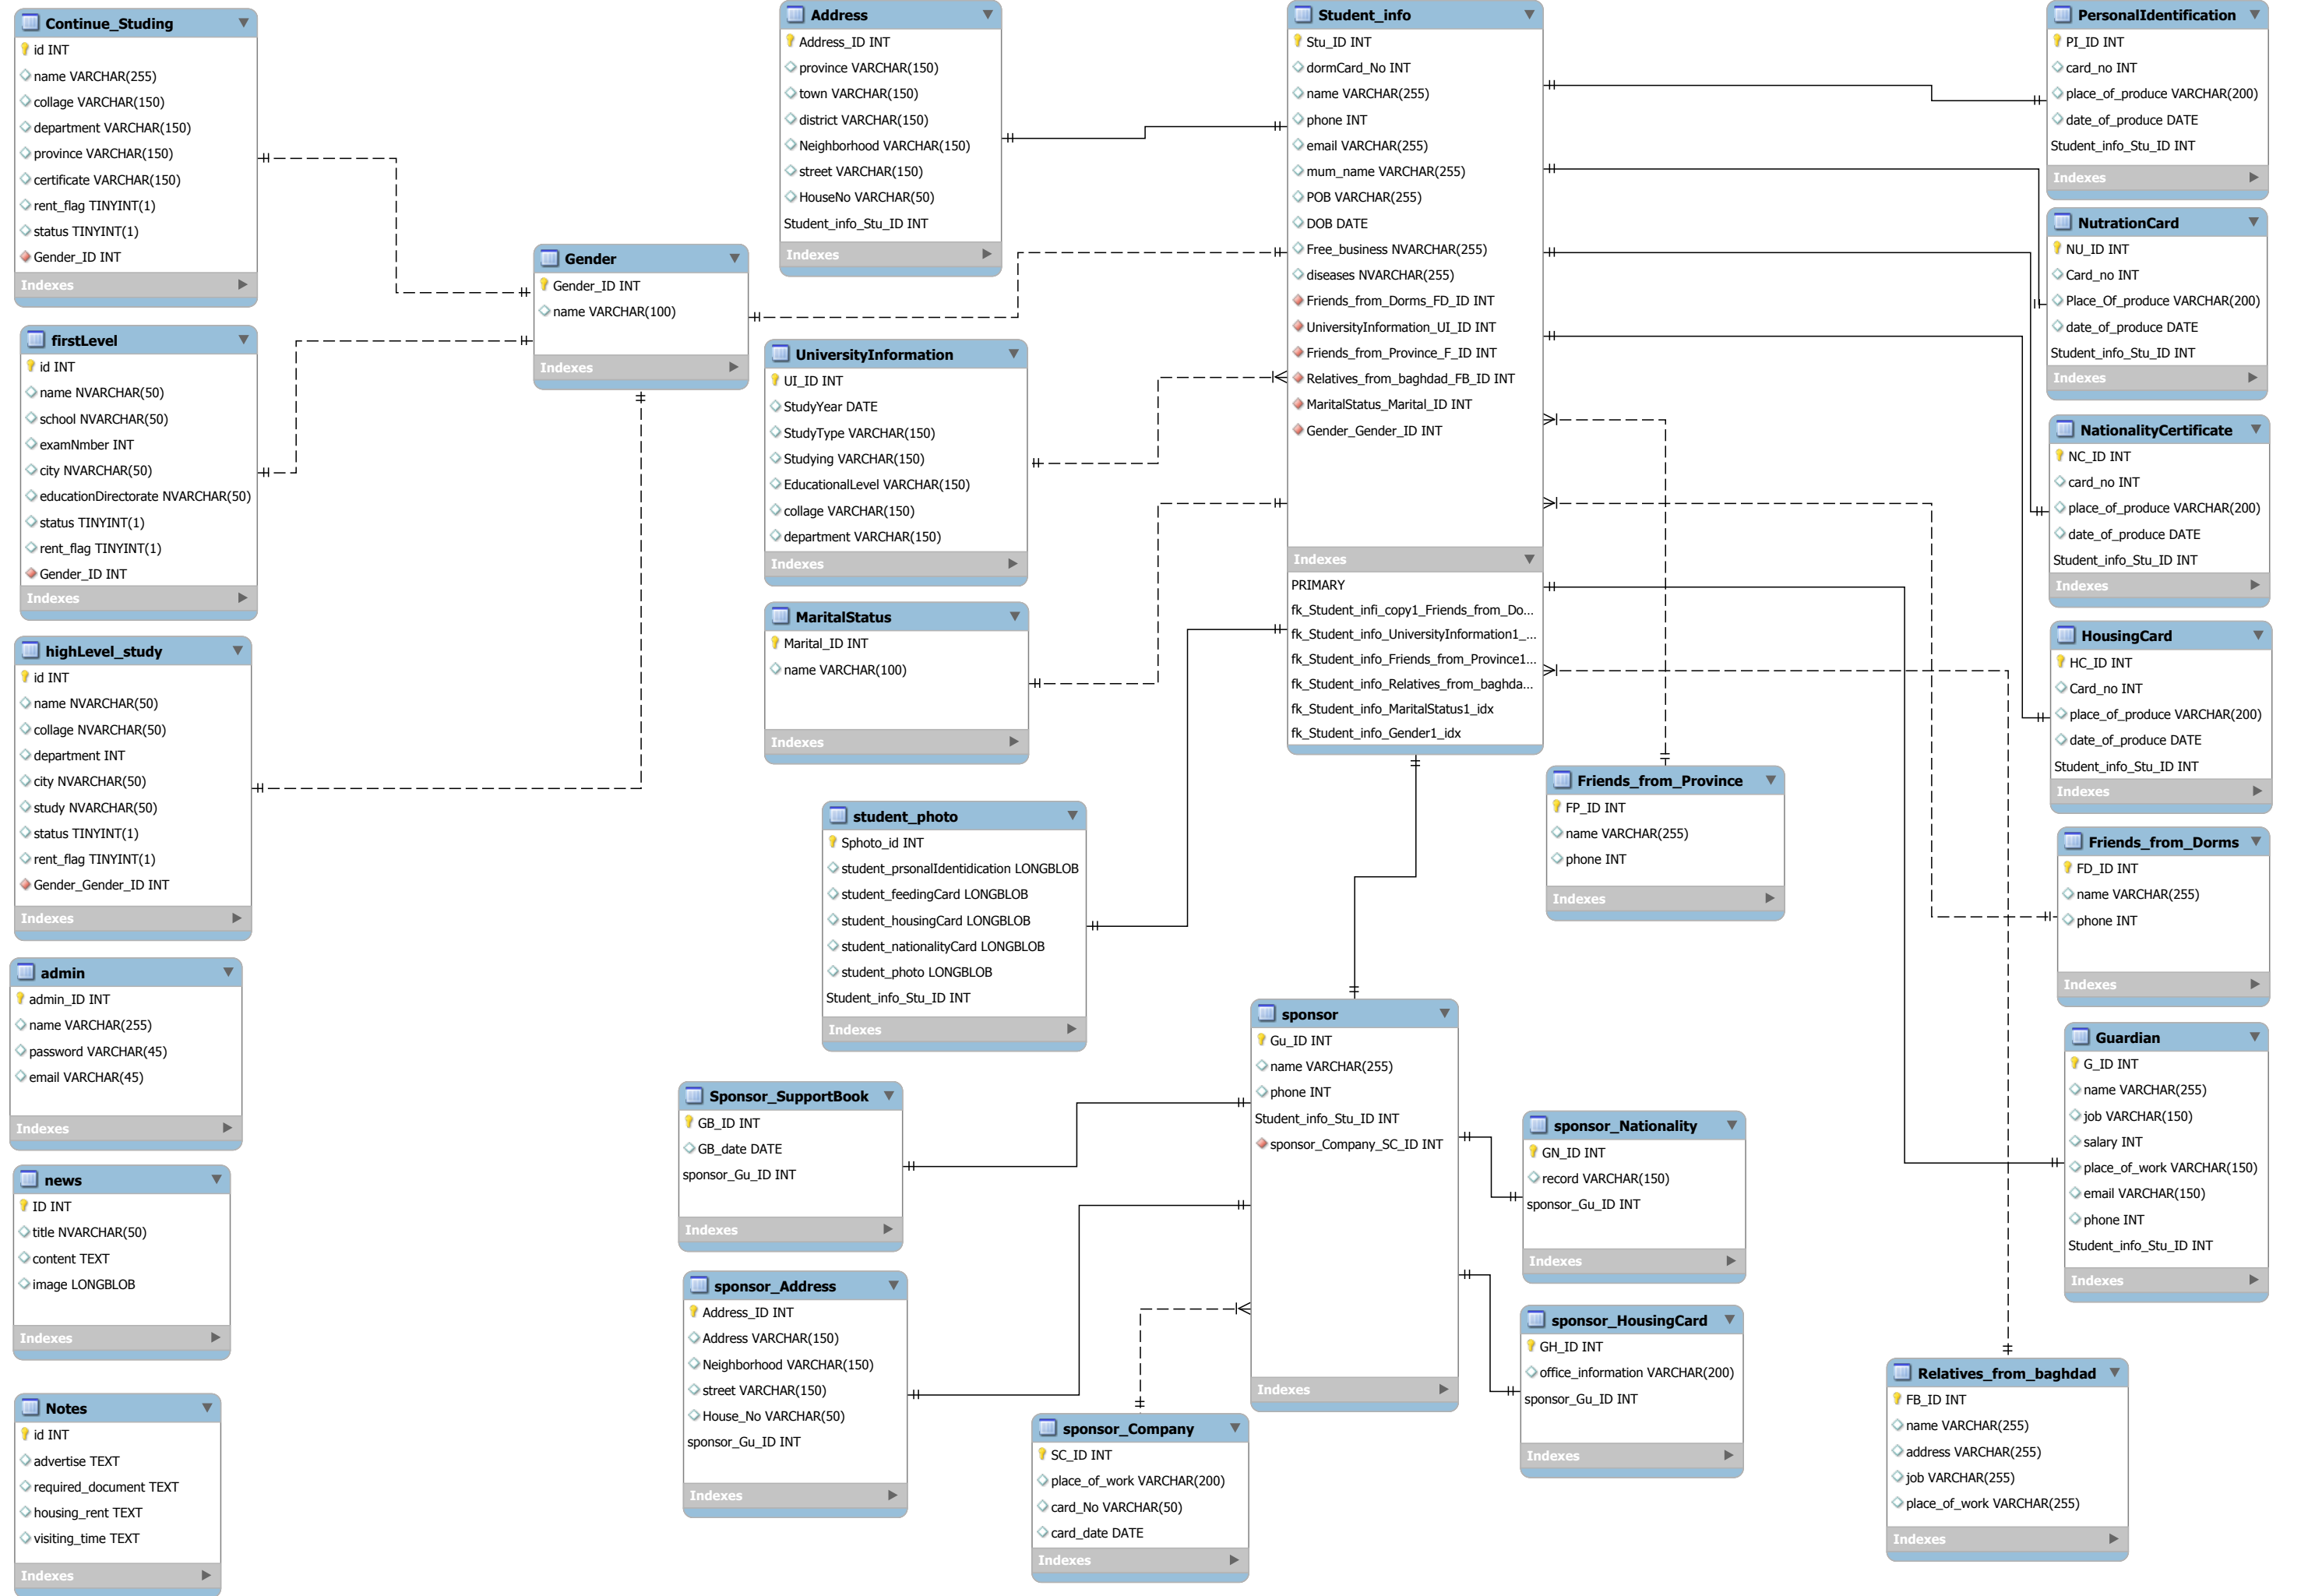 Continue_Studing
id INT
name VARCHAR(255)
collage VARCHAR(150)
department VARCHAR(150)
province VARCHAR(150)
certificate VARCHAR(150)
rent_flag TINYINT(1)
status TINYINT(1)
Gender_ID INT
Indexes
firstLevel
id INT
name NVARCHAR(50)
school NVARCHAR(50)
examNmber INT
city NVARCHAR(50)
educationDirectorate NVARCHAR(50)
status TINYINT(1)
rent_flag TINYINT(1)
Gender_ID INT
Indexes
highLevel_study
id INT
name NVARCHAR(50)
collage NVARCHAR(50)
department INT
city NVARCHAR(50)
study NVARCHAR(50)
status TINYINT(1)
rent_flag TINYINT(1)
Gender_Gender_ID INT
Indexes
admin
admin_ID INT
name VARCHAR(255)
password VARCHAR(45)
email VARCHAR(45)
Indexes
news
ID INT
title NVARCHAR(50)
content TEXT
image LONGBLOB
Indexes
Notes
id INT
advertise TEXT
required_document TEXT
housing_rent TEXT
visiting_time TEXT
Indexes
Gender
Gender_ID INT
name VARCHAR(100)
Indexes
Address
Address_ID INT
province VARCHAR(150)
town VARCHAR(150)
district VARCHAR(150)
Neighborhood VARCHAR(150)
street VARCHAR(150)
HouseNo VARCHAR(50)
Student_info_Stu_ID INT
Indexes
UniversityInformation
UI_ID INT
StudyYear DATE
StudyType VARCHAR(150)
Studying VARCHAR(150)
EducationalLevel VARCHAR(150)
collage VARCHAR(150)
department VARCHAR(150)
Indexes
MaritalStatus
Marital_ID INT
name VARCHAR(100)
Indexes
student_photo
Sphoto_id INT
student_prsonalIdentidication LONGBLOB
student_feedingCard LONGBLOB
student_housingCard LONGBLOB
student_nationalityCard LONGBLOB
student_photo LONGBLOB
Student_info_Stu_ID INT
Indexes
Sponsor_SupportBook
GB_ID INT
GB_date DATE
sponsor_Gu_ID INT
Indexes
sponsor_Address
Address_ID INT
Address VARCHAR(150)
Neighborhood VARCHAR(150)
street VARCHAR(150)
House_No VARCHAR(50)
sponsor_Gu_ID INT
Indexes
sponsor_Company
SC_ID INT
place_of_work VARCHAR(200)
card_No VARCHAR(50)
card_date DATE
Indexes
Student_info
Stu_ID INT
dormCard_No INT
name VARCHAR(255)
phone INT
email VARCHAR(255)
mum_name VARCHAR(255)
POB VARCHAR(255)
DOB DATE
Free_business NVARCHAR(255)
diseases NVARCHAR(255)
Friends_from_Dorms_FD_ID INT
UniversityInformation_UI_ID INT
Friends_from_Province_F_ID INT
Relatives_from_baghdad_FB_ID INT
MaritalStatus_Marital_ID INT
Gender_Gender_ID INT
Indexes
PRIMARY
fk_Student_infi_copy1_Friends_from_Do...
fk_Student_info_UniversityInformation1_...
fk_Student_info_Friends_from_Province1...
fk_Student_info_Relatives_from_baghda...
fk_Student_info_MaritalStatus1_idx
fk_Student_info_Gender1_idx
sponsor
Gu_ID INT
name VARCHAR(255)
phone INT
Student_info_Stu_ID INT
sponsor_Company_SC_ID INT
Indexes
sponsor_Nationality
GN_ID INT
record VARCHAR(150)
sponsor_Gu_ID INT
Indexes
sponsor_HousingCard
GH_ID INT
office_information VARCHAR(200)
sponsor_Gu_ID INT
Indexes
Friends_from_Province
FP_ID INT
name VARCHAR(255)
phone INT
Indexes
PersonalIdentification
PI_ID INT
card_no INT
place_of_produce VARCHAR(200)
date_of_produce DATE
Student_info_Stu_ID INT
Indexes
NutrationCard
NU_ID INT
Card_no INT
Place_Of_produce VARCHAR(200)
date_of_produce DATE
Student_info_Stu_ID INT
Indexes
NationalityCertificate
NC_ID INT
card_no INT
place_of_produce VARCHAR(200)
date_of_produce DATE
Student_info_Stu_ID INT
Indexes
HousingCard
HC_ID INT
Card_no INT
place_of_produce VARCHAR(200)
date_of_produce DATE
Student_info_Stu_ID INT
Indexes
Friends_from_Dorms
FD_ID INT
name VARCHAR(255)
phone INT
Indexes
Guardian
G_ID INT
name VARCHAR(255)
job VARCHAR(150)
salary INT
place_of_work VARCHAR(150)
email VARCHAR(150)
phone INT
Student_info_Stu_ID INT
Indexes
Relatives_from_baghdad
FB_ID INT
name VARCHAR(255)
address VARCHAR(255)
job VARCHAR(255)
place_of_work VARCHAR(255)
Indexes